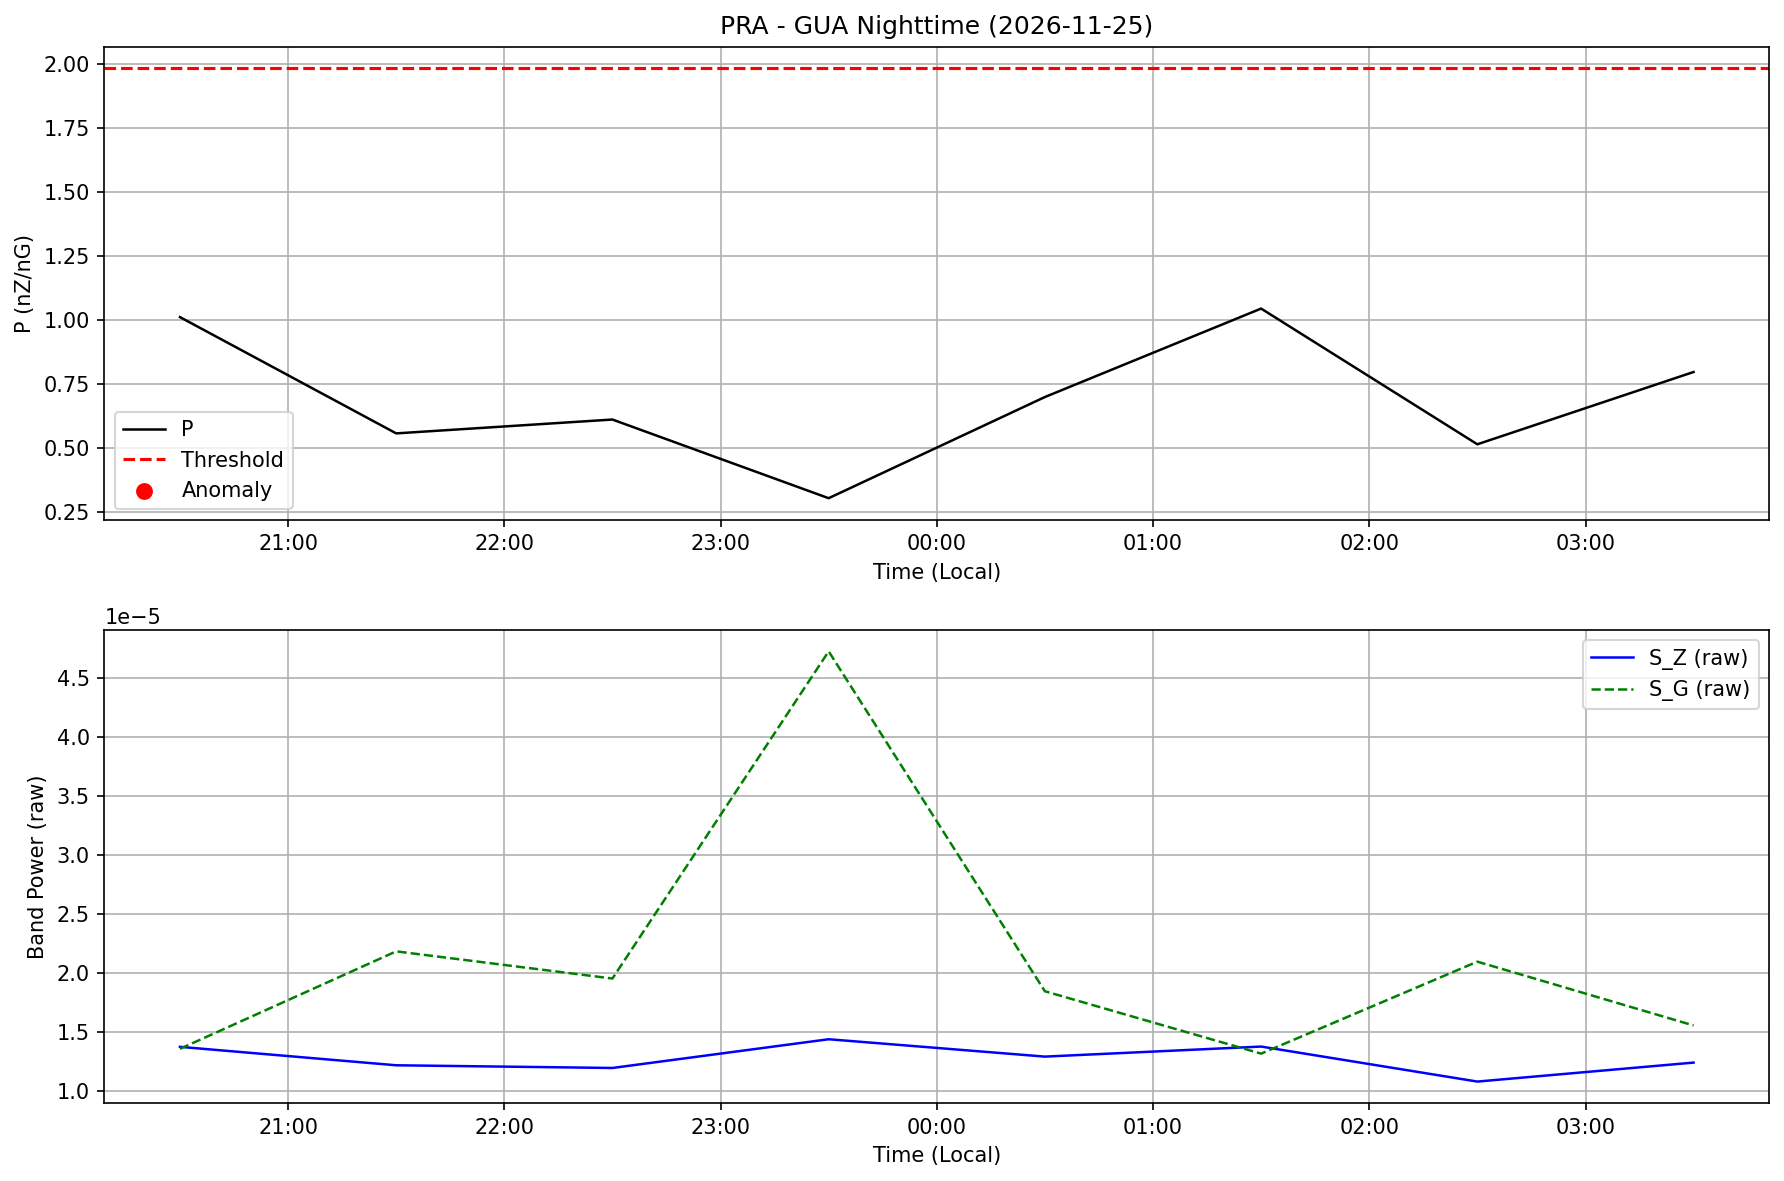 PRA - GUA Nighttime (2026-11-25)
2.00
1.75
1.50
1.25
1.00
0.75
0.50
0.25
P (nZ/nG)
P
Threshold
Anomaly
21:00 22:00 23:00 00:00 01:00 02:00 03:00
Time (Local)
1e−5
4.5
4.0
3.5
3.0
2.5
2.0
1.5
1.0
Band Power (raw)
S_Z (raw)
S_G (raw)
21:00 22:00 23:00 00:00 01:00 02:00 03:00
Time (Local)